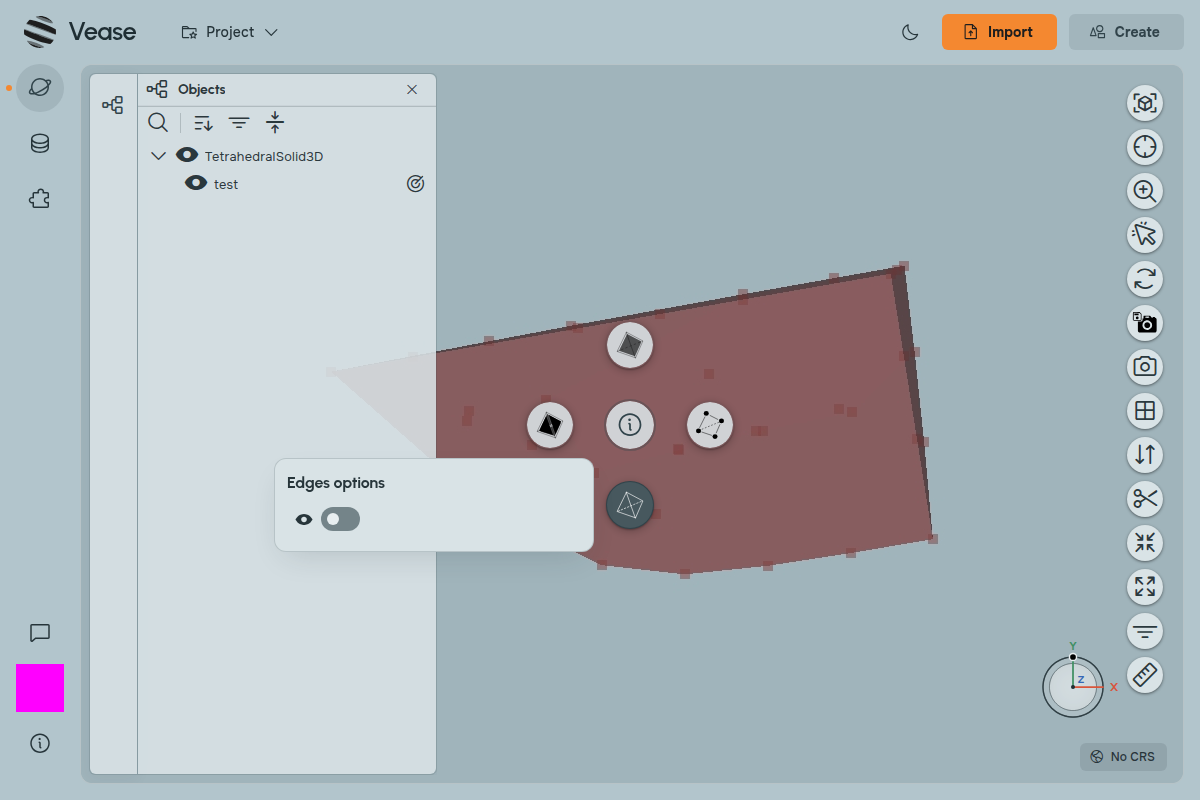 Vease
Project
Import
Create
Objects
TetrahedralSolid3D
test
Edges options
Y
Z
X
No CRS